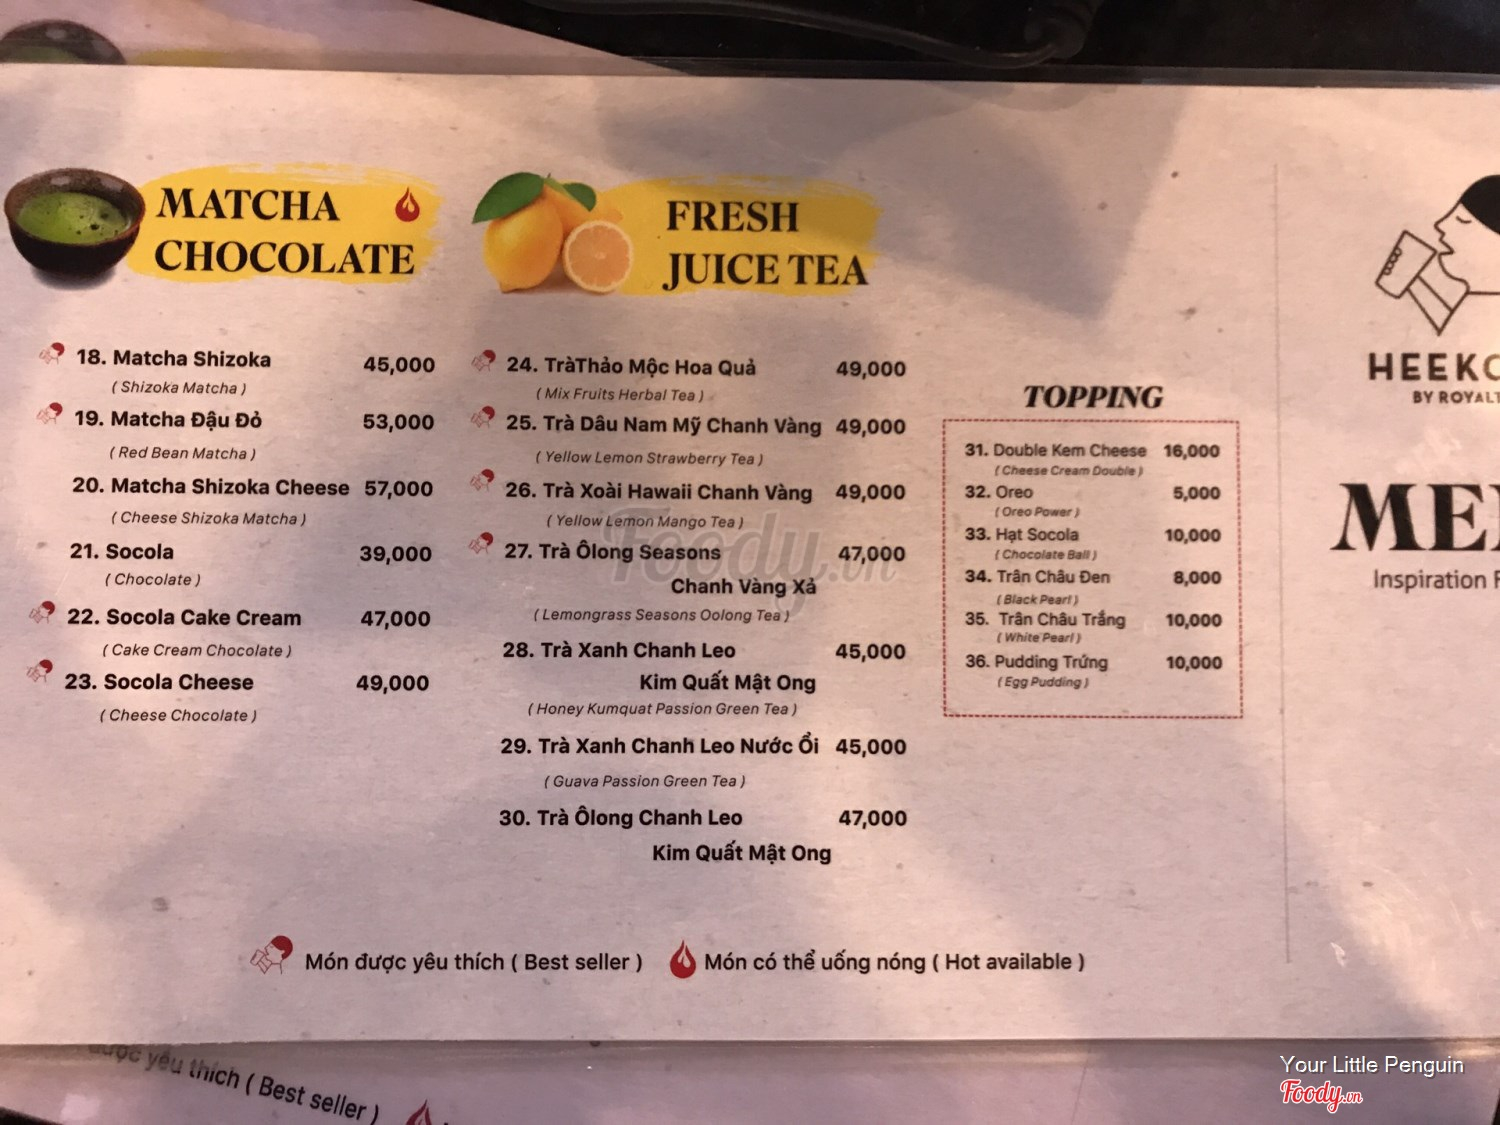 MATCHA
CHOCOLATE
18. Matcha Shizoka 45,000
( Shizoka Matcha )
19. Matcha Đậu Đỏ 53,000
( Red Bean Matcha )
20. Matcha Shizoka Cheese 57,000
( Cheese Shizoka Matcha )
21. Socola 39,000
( Chocolate )
22. Socola Cake Cream 47,000
( Cake Cream Chocolate )
23. Socola Cheese 49,000
( Cheese Chocolate )
FRESH
JUICE TEA
24. TràThảo Mộc Hoa Quả 49,000
( Mix Fruits Herbal Tea )
25. Trà Dâu Nam Mỹ Chanh Vàng 49,000
( Yellow Lemon Strawberry Tea )
26. Trà Xoài Hawaii Chanh Vàng 49,000
( Yellow Lemon Mango Tea )
27. Trà Ôlong Seasons 47,000
Chanh Vàng Xả
( Lemongrass Seasons Oolong Tea )
28. Trà Xanh Chanh Leo 45,000
Kim Quất Mật Ong
( Honey Kumquat Passion Green Tea )
29. Trà Xanh Chanh Leo Nước Ổi 45,000
( Guava Passion Green Tea )
30. Trà Ôlong Chanh Leo 47,000
Kim Quất Mật Ong
TOPPING
31. Double Kem Cheese 16,000
( Cheese Cream Double )
32. Oreo 5,000
( Oreo Power )
33. Hạt Socola 10,000
( Chocolate Ball )
34. Trân Châu Đen 8,000
( Black Pearl )
35. Trân Châu Trắng 10,000
( White Pearl )
36. Pudding Trứng 10,000
( Egg Pudding )
BY
Inspiration
Món được yêu thích ( Best seller )
Món có thể uống nóng ( Hot available )
Foody.vn
được yêu thích ( Best seller )
Your Little Penguin
Foody.vn